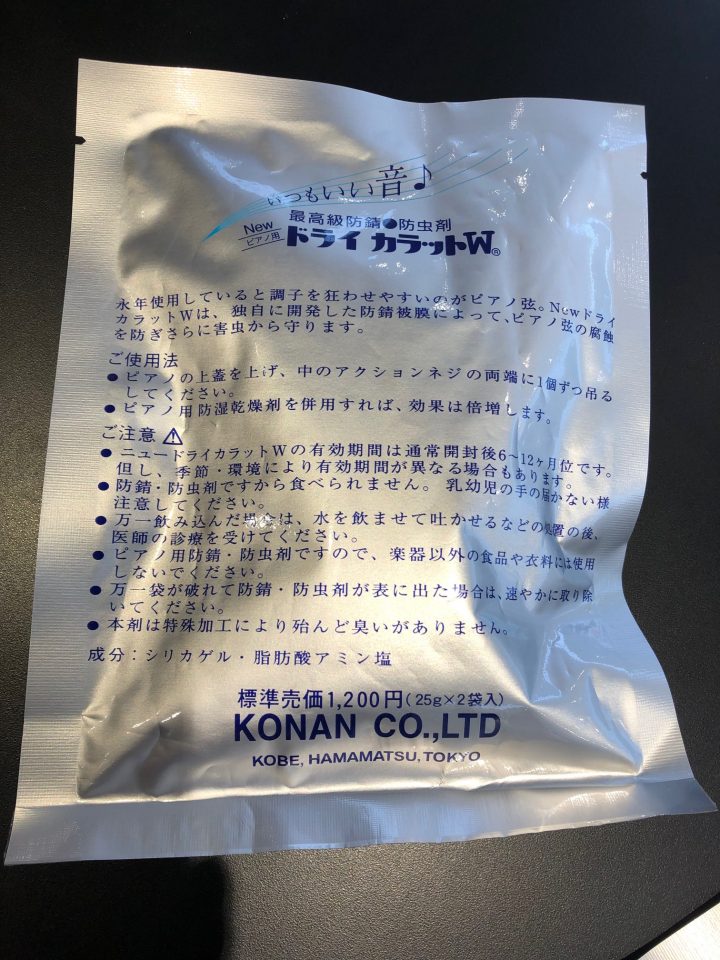 いつもいい音♪
最高級防錆●防虫剤
New
ピアノ用
ドライカラットW®
永年使用していると調子を狂わせやすいのがピアノ弦。Newドライ
カラットWは、独自に開発した防錆被膜によって、ピアノ弦の腐蝕
を防ぎさらに害虫から守ります。
ご使用法
●ピアノの上蓋を上げ、中のアクションネジの両端に1個ずつ吊る
してください。
●ピアノ用防湿乾燥剤を併用すれば、効果は倍増します。
ご注意⚠
●ニュードライカラットWの有効期間は通常開封後6〜12ヶ月位です。
但し、季節・環境により有効期間が異なる場合もあります。
●防錆・防虫剤ですから食べられません。乳幼児の手の届かない様
注意してください。
●万一飲み込んだ場合は、水を飲ませて吐かせるなどの処置の後、
医師の診療を受けてください。
●ピアノ用防錆・防虫剤ですので、楽器以外の食品や衣料には使用
しないでください。
●万一袋が破れて防錆・防虫剤が表に出た場合は、速やかに取り除
いてください。
●本剤は特殊加工により殆んど臭いがありません。
成分：シリカゲル・脂肪酸アミン塩
標準売価1,200円(25g×2袋入)
KONAN CO.,LTD
KOBE, HAMAMATSU, TOKYO